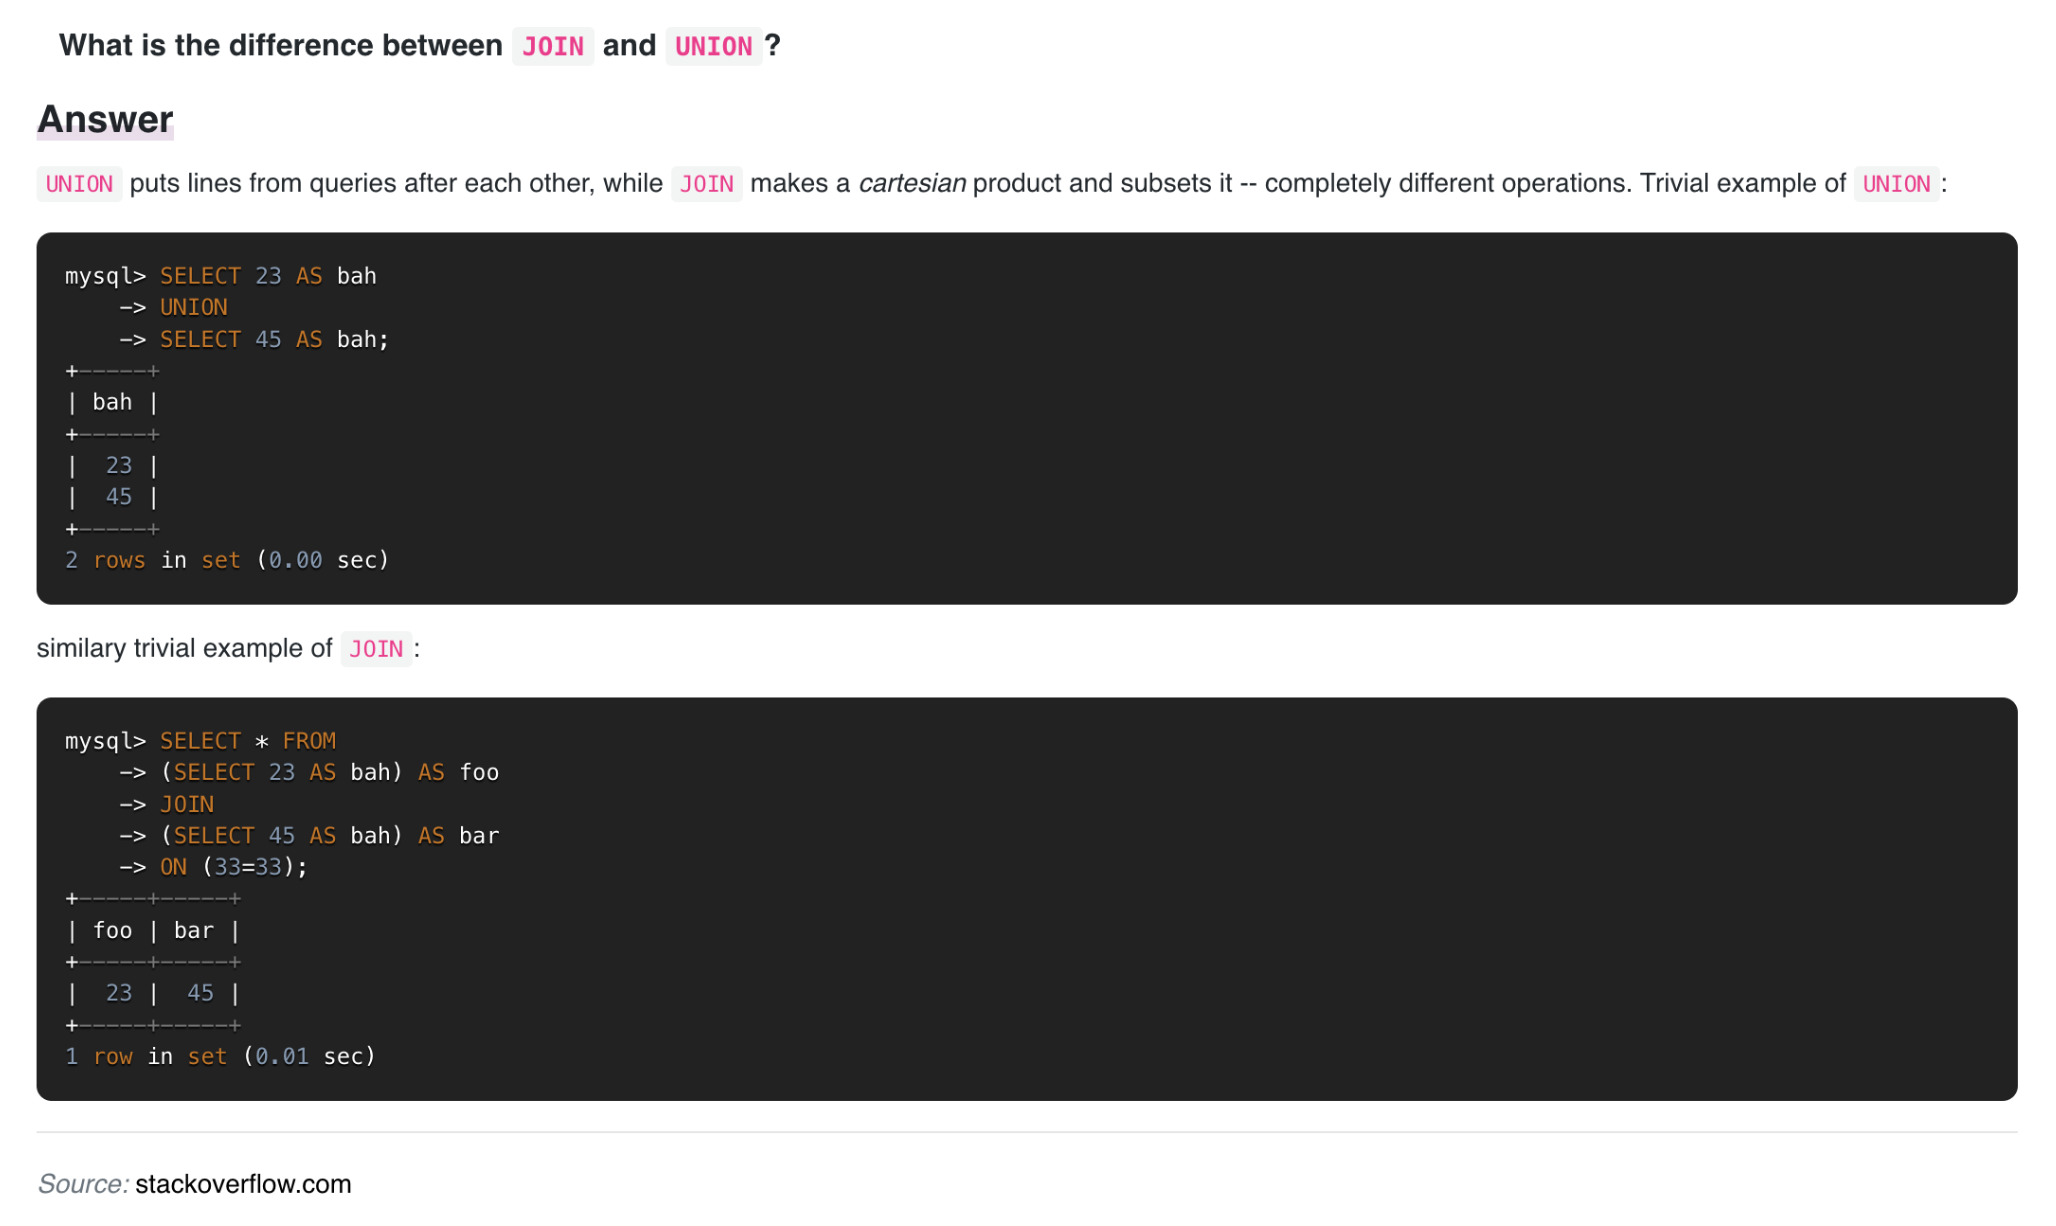 What is the difference between JOIN and UNION?
Answer
UNION puts lines from queries after each other, while JOIN makes a cartesian product and subsets it -- completely different operations. Trivial example of UNION:
mysql> SELECT 23 AS bah
    -> UNION
    -> SELECT 45 AS bah;
+-----+
| bah |
+-----+
|  23 |
|  45 |
+-----+
2 rows in set (0.00 sec)
similary trivial example of JOIN:
mysql> SELECT * FROM
    -> (SELECT 23 AS bah) AS foo
    -> JOIN
    -> (SELECT 45 AS bah) AS bar
    -> ON (33=33);
+-----+-----+
| foo | bar |
+-----+-----+
|  23 |  45 |
+-----+-----+
1 row in set (0.01 sec)
Source: stackoverflow.com